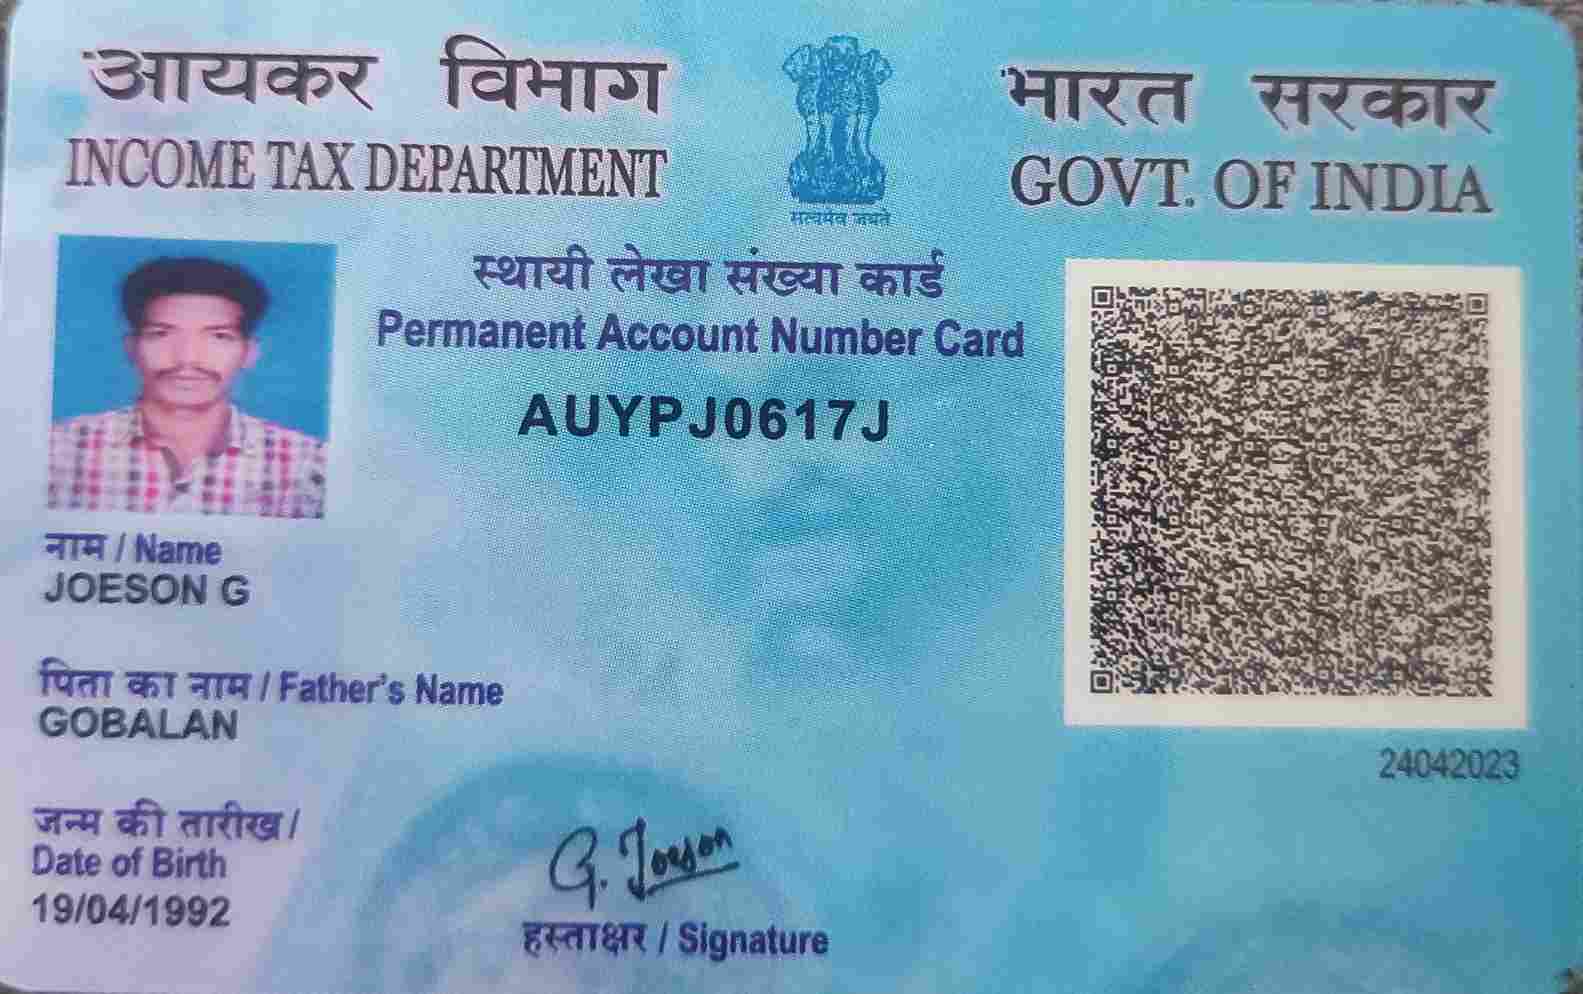 आयकर विभाग
INCOME TAX DEPARTMENT
सत्यमेव जयते
भारत सरकार
GOVT. OF INDIA
स्थायी लेखा संख्या कार्ड
Permanent Account Number Card
AUYPJ0617J
नाम / Name
JOESON G
पिता का नाम / Father's Name
GOBALAN
जन्म की तारीख /
Date of Birth
19/04/1992
G. Joeson
हस्ताक्षर / Signature
24042023